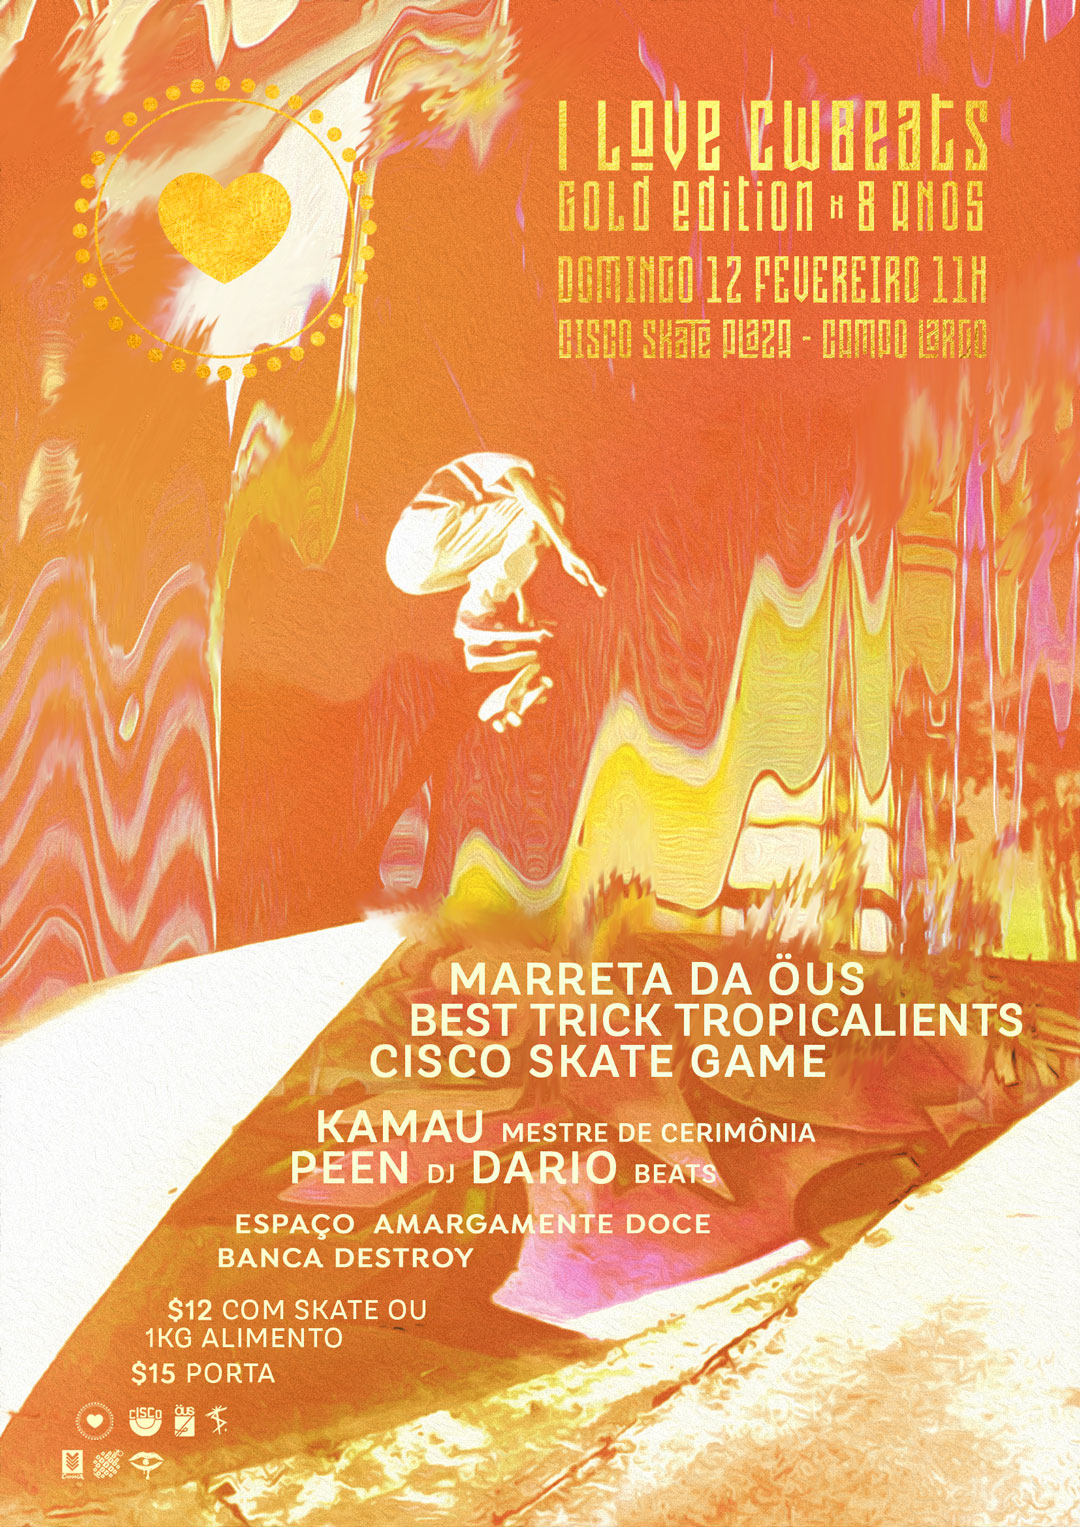 I LOVE CWBEATS
GOLD EDITION X 8 ANOS
DOMINGO 12 FEVEREIRO 11H
CISCO SKATE PLAZA - CAMPO LARGO
MARRETA DA ÖUS
BEST TRICK TROPICALIENTS
CISCO SKATE GAME
KAMAU MESTRE DE CERIMÔNIA
PEEN DJ DARIO BEATS
ESPAÇO AMARGAMENTE DOCE
BANCA DESTROY
$12 COM SKATE OU
1KG ALIMENTO
$15 PORTA
CISCO ÖUS